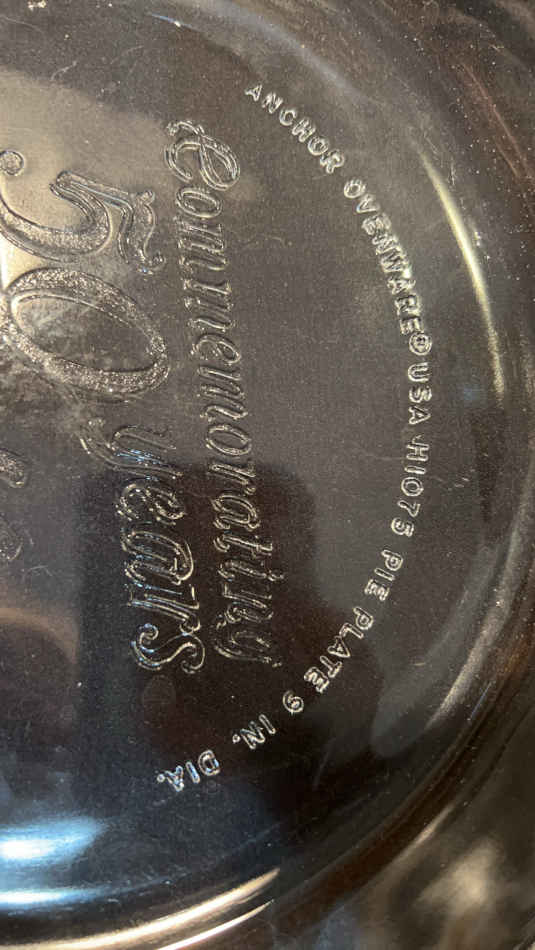 ANCHOR OVENWARE® USA H1075 PIE PLATE 9 IN. DIA.
Commemorating
50 years